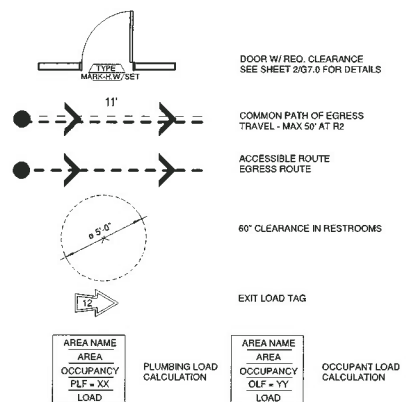 DOOR W/ REQ. CLEARANCE
SEE SHEET 2/G7.0 FOR DETAILS
TYPE
MARK-H.W/SET
11'
COMMON PATH OF EGRESS
TRAVEL - MAX 50' AT R2
ACCESSIBLE ROUTE
EGRESS ROUTE
ø 5'-0"
60" CLEARANCE IN RESTROOMS
12
EXIT LOAD TAG
AREA NAME
AREA
OCCUPANCY
PLF = XX
LOAD
PLUMBING LOAD
CALCULATION
AREA NAME
AREA
OCCUPANCY
OLF = YY
LOAD
OCCUPANT LOAD
CALCULATION